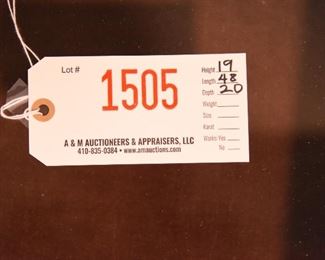 Lot #
1505
Height 19
Length 48
Depth 20
Weight
Size
Karat
Works Yes
No
A & M AUCTIONEERS & APPRAISERS, LLC
410-835-0384 • www.amauctions.com